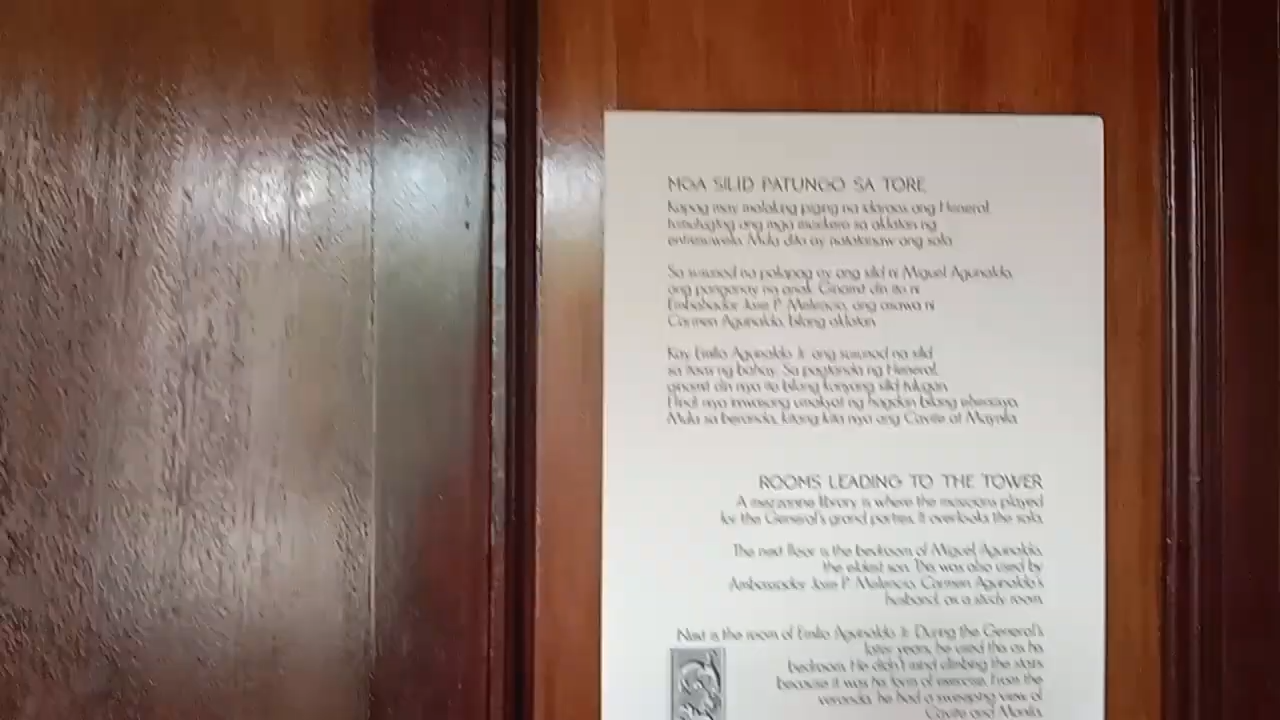 MGA SILID PATUNGO SA TORE
Kapag may malaking piging na idaraos ang Heneral
tumutugtog ang mga musikero sa aklatan ng
entresuwelo. Mula dito ay natatanaw ang sala.
Sa susunod na palapag ay ang silid ni Miguel Aguinaldo,
ang panganay na anak. Ginamit din ito ni
Embahador Jose P. Melencio, ang asawa ni
Carmen Aguinaldo, bilang aklatan.
Kay Emilio Aguinaldo Jr. ang susunod na silid
sa itaas ng bahay. Sa pagtanda ng Heneral,
ginamit din niya ito bilang kanyang silid tulugan.
Hindi niya iniwasang umakyat ng hagdan bilang ehersisyo.
Mula sa beranda, kitang kita niya ang Cavite at Maynila.
ROOMS LEADING TO THE TOWER
A mezzanine library is where the musicians played
for the General's grand parties. It overlooks the sala.
The next floor is the bedroom of Miguel Aguinaldo,
the eldest son. This was also used by
Ambassador Jose P. Melencio, Carmen Aguinaldo's
husband, as a study room.
Next is the room of Emilio Aguinaldo Jr. During the General's
later years, he used this as his
bedroom. He didn't mind climbing the stairs
because it was his form of exercise. From the
veranda, he had a sweeping view of
Cavite and Manila.